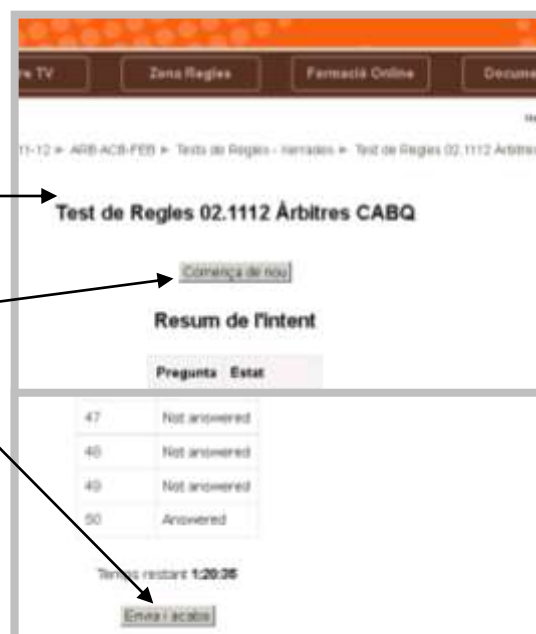 re TV   Zona Regles   Formació Online   Docume
11-12 ► ARB-ACB-FEB ► Tests de Regles - tancades ► Test de Regles 02.1112 Àrbitres
Test de Regles 02.1112 Àrbitres CABQ
Comença de nou
Resum de l'intent
Pregunta Estat
47 Not answered
48 Not answered
49 Not answered
50 Answered
Temps restant 1:20:35
Envia i acaba